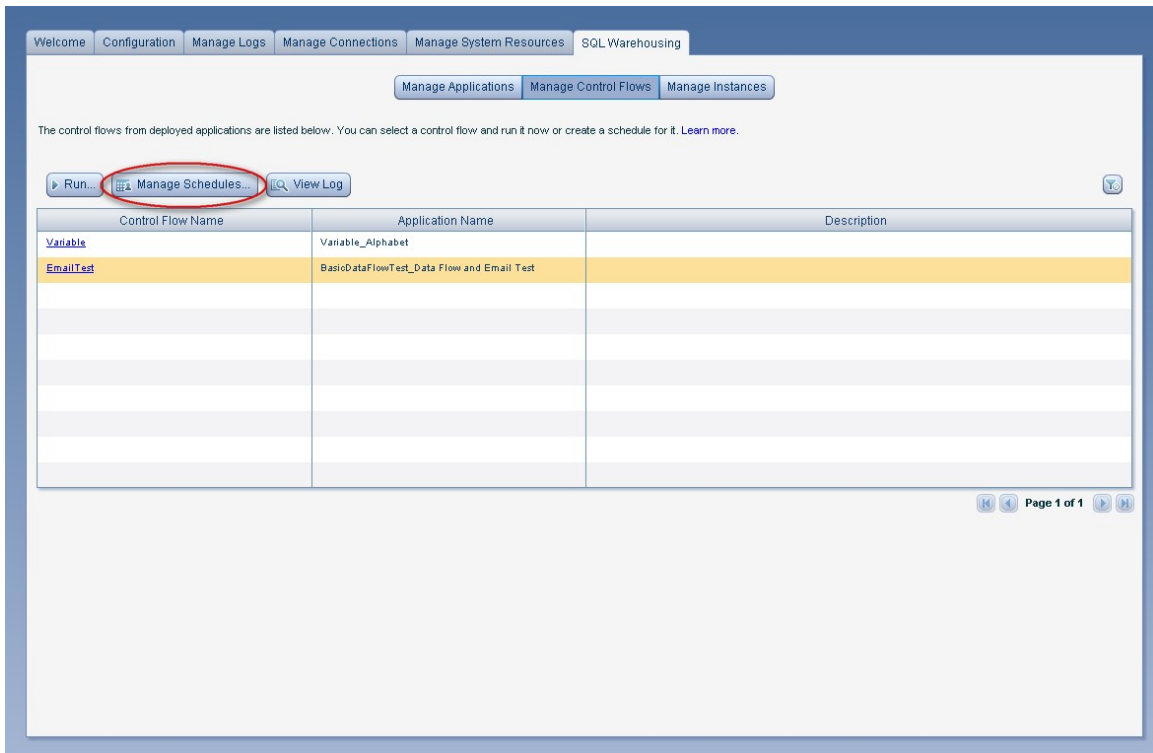 Welcome Configuration Manage Logs Manage Connections Manage System Resources SQL Warehousing
Manage Applications Manage Control Flows Manage Instances
The control flows from deployed applications are listed below. You can select a control flow and run it now or create a schedule for it. Learn more.
Run... Manage Schedules... View Log
Control Flow Name Application Name Description
Variable Variable_Alphabet
EmailTest BasicDataFlowTest_Data Flow and Email Test
Page 1 of 1